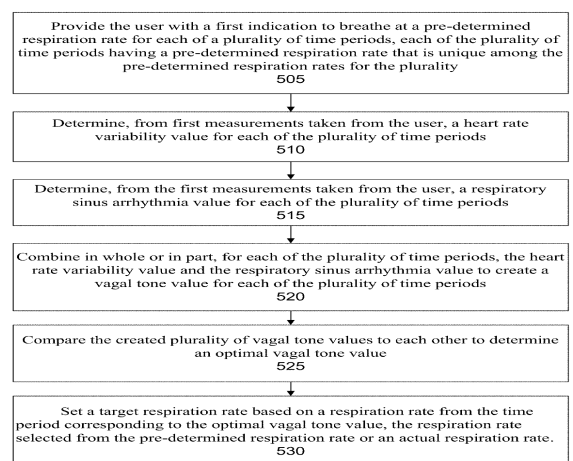 Provide the user with a first indication to breathe at a pre-determined
respiration rate for each of a plurality of time periods, each of the plurality of
time periods having a pre-determined respiration rate that is unique among the
pre-determined respiration rates for the plurality
505
Determine, from first measurements taken from the user, a heart rate
variability value for each of the plurality of time periods
510
Determine, from the first measurements taken from the user, a respiratory
sinus arrhythmia value for each of the plurality of time periods
515
Combine in whole or in part, for each of the plurality of time periods, the heart
rate variability value and the respiratory sinus arrhythmia value to create a
vagal tone value for each of the plurality of time periods
520
Compare the created plurality of vagal tone values to each other to determine
an optimal vagal tone value
525
Set a target respiration rate based on a respiration rate from the time
period corresponding to the optimal vagal tone value, the respiration rate
selected from the pre-determined respiration rate or an actual respiration rate.
530